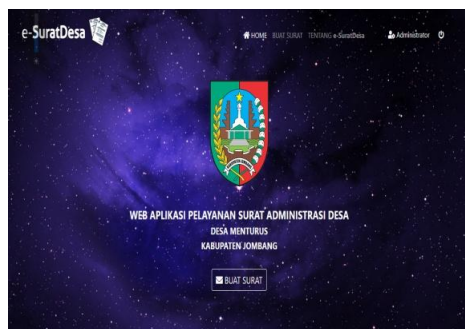 e-SuratDesa
HOME BUAT SURAT TENTANG e-SuratDesa Administrator
WEB APLIKASI PELAYANAN SURAT ADMINISTRASI DESA
DESA MENTURUS
KABUPATEN JOMBANG
BUAT SURAT